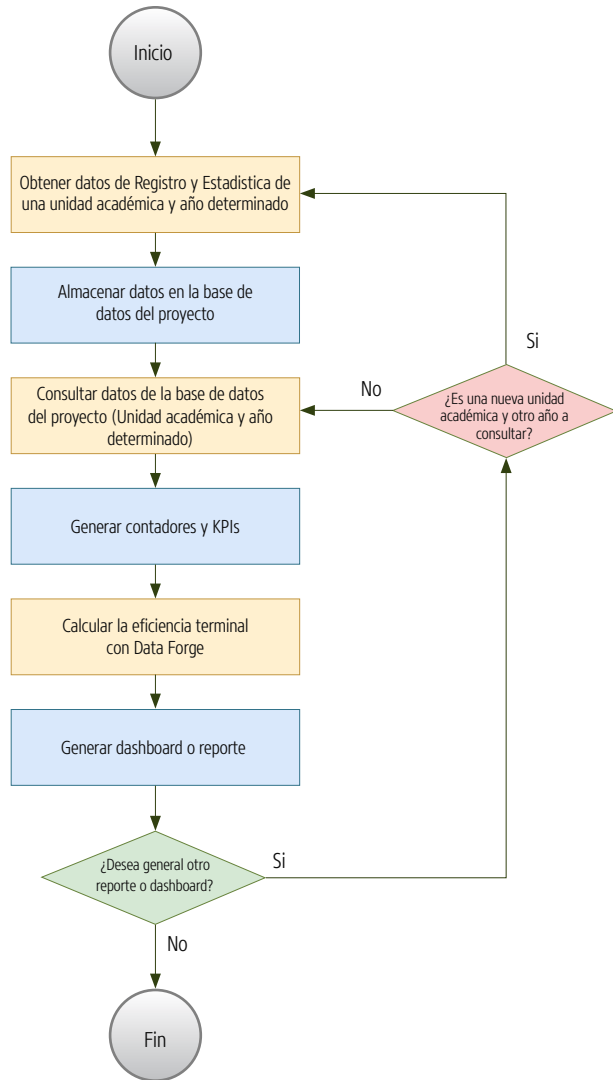 Inicio
Obtener datos de Registro y Estadistica de
una unidad académica y año determinado
Almacenar datos en la base de
datos del proyecto
Si
Consultar datos de la base de datos
del proyecto (Unidad académica y año
determinado)
No
¿Es una nueva unidad
académica y otro año a
consultar?
Generar contadores y KPIs
Calcular la eficiencia terminal
con Data Forge
Generar dashboard o reporte
¿Desea general otro
reporte o dashboard?
Si
No
Fin